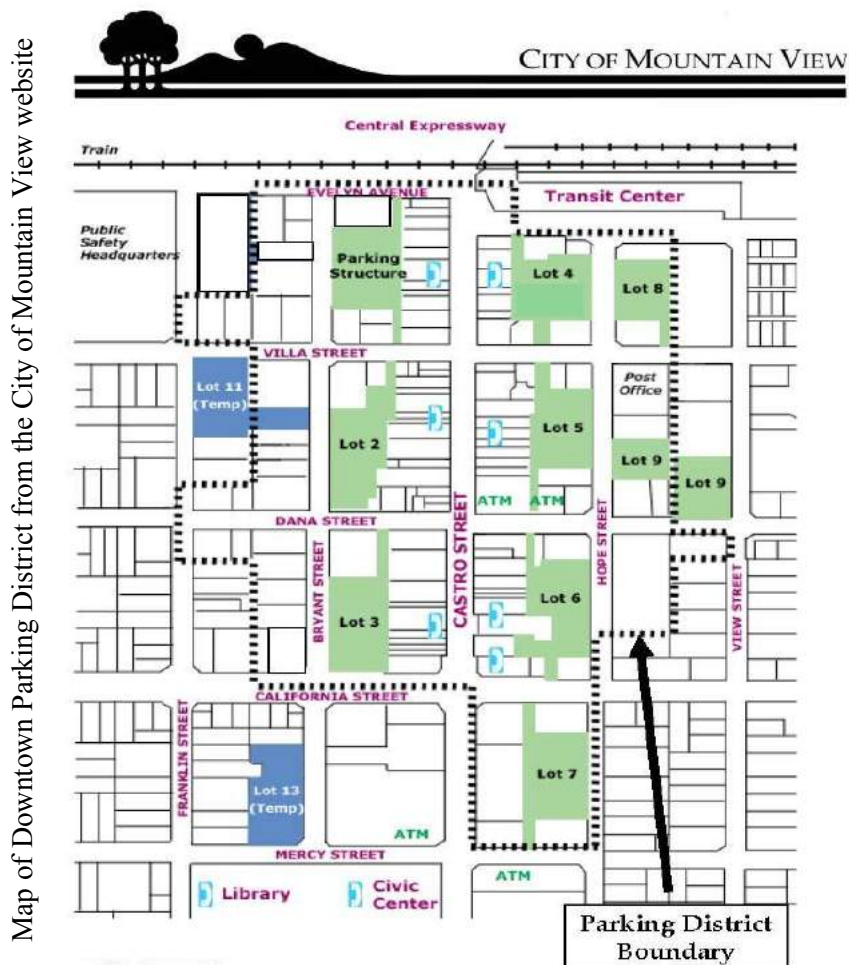 Map of Downtown Parking District from the City of Mountain View website
CITY OF MOUNTAIN VIEW
Central Expressway
Train
EVELYN AVENUE
Transit Center
Public
Safety
Headquarters
Parking
Structure
Lot 4
Lot 8
VILLA STREET
Lot 11
(Temp)
Post
Office
Lot 2
Lot 5
Lot 9
Lot 9
ATM
ATM
DANA STREET
CASTRO STREET
HOPE STREET
BRYANT STREET
VIEW STREET
Lot 3
Lot 6
CALIFORNIA STREET
FRANKLIN STREET
Lot 7
Lot 13
(Temp)
ATM
MERCY STREET
ATM
Library
Civic
Center
Parking District
Boundary